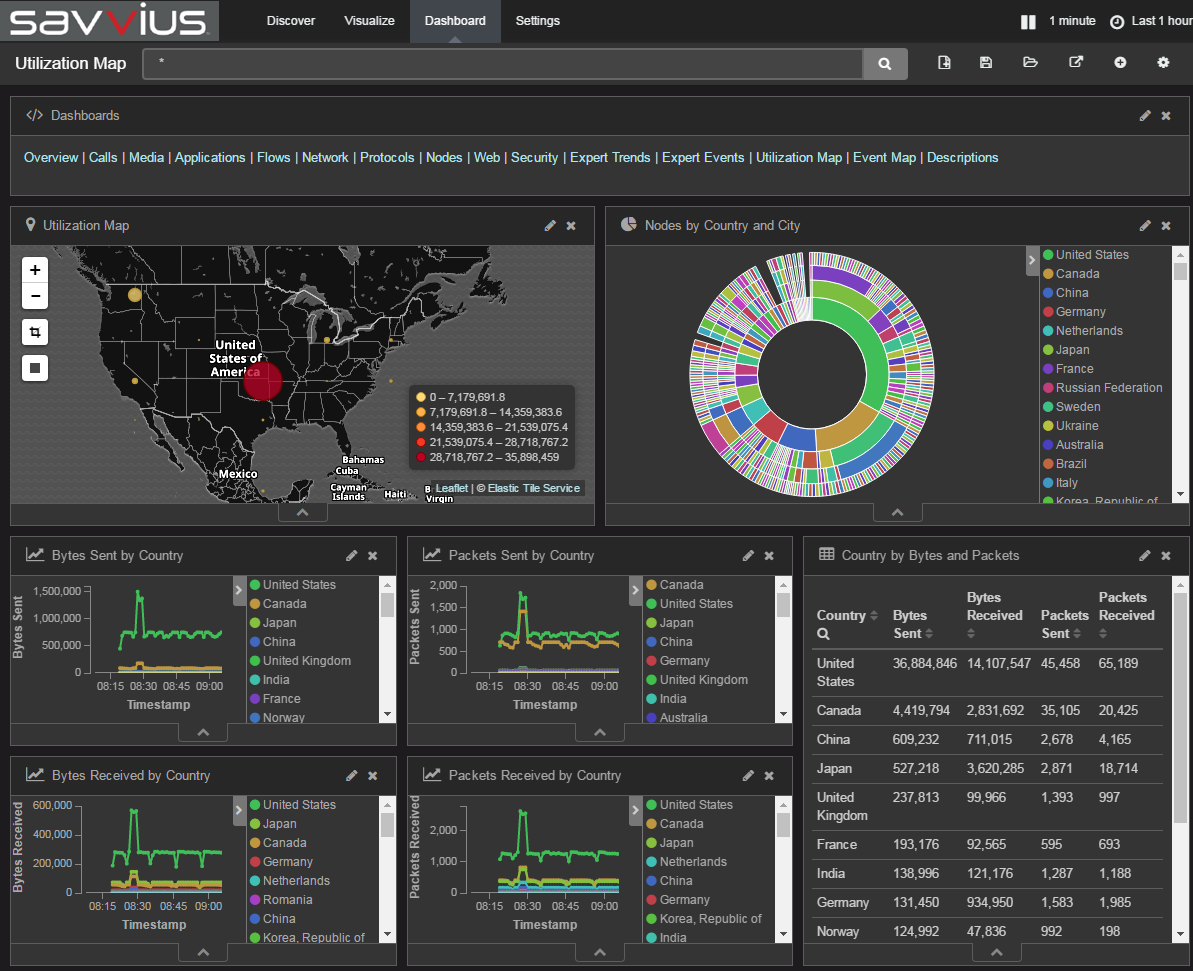 savvius
Discover Visualize Dashboard Settings
1 minute Last 1 hour
Utilization Map
*
</> Dashboards
Overview | Calls | Media | Applications | Flows | Network | Protocols | Nodes | Web | Security | Expert Trends | Expert Events | Utilization Map | Event Map | Descriptions
Utilization Map
+
−
United
States of
America
Mexico
Bahamas
Cuba
Cayman
Islands
Haiti
B
Virgin
0 – 7,179,691.8
7,179,691.8 – 14,359,383.6
14,359,383.6 – 21,539,075.4
21,539,075.4 – 28,718,767.2
28,718,767.2 – 35,898,459
Leaflet | © Elastic Tile Service
Nodes by Country and City
United States
Canada
China
Germany
Netherlands
Japan
France
Russian Federation
Sweden
Ukraine
Australia
Brazil
Italy
Korea, Republic of
Bytes Sent by Country
Bytes Sent
1,500,000
1,000,000
500,000
0
08:15 08:30 08:45 09:00
Timestamp
United States
Canada
Japan
China
United Kingdom
India
France
Norway
Packets Sent by Country
Packets Sent
2,000
1,500
1,000
500
0
08:15 08:30 08:45 09:00
Timestamp
Canada
United States
Japan
China
Germany
United Kingdom
India
Australia
Country by Bytes and Packets
Country Bytes Sent Bytes Received Packets Sent Packets Received
United States 36,884,846 14,107,547 45,458 65,189
Canada 4,419,794 2,831,692 35,105 20,425
China 609,232 711,015 2,678 4,165
Japan 527,218 3,620,285 2,871 18,714
United Kingdom 237,813 99,966 1,393 997
France 193,176 92,565 595 693
India 138,996 121,176 1,287 1,188
Germany 131,450 934,950 1,583 1,985
Norway 124,992 47,836 992 198
Bytes Received by Country
Bytes Received
600,000
400,000
200,000
0
08:15 08:30 08:45 09:00
Timestamp
United States
Japan
Canada
Germany
Netherlands
Romania
China
Korea, Republic of
Packets Received by Country
Packets Received
2,000
1,000
0
08:15 08:30 08:45 09:00
Timestamp
United States
Canada
Japan
Netherlands
China
Germany
Korea, Republic of
India